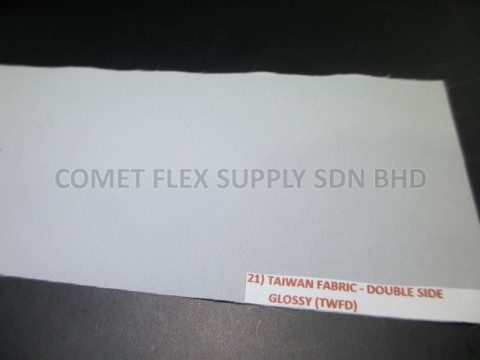 COMET FLEX SUPPLY SDN BHD
21) TAIWAN FABRIC - DOUBLE SIDE
GLOSSY (TWFD)